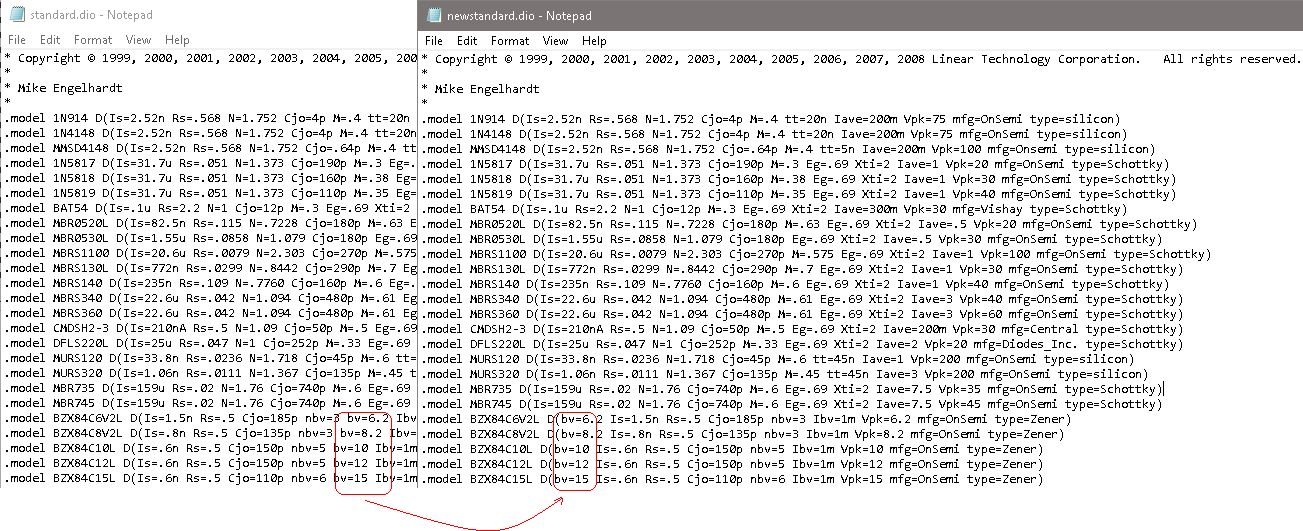 standard.dio - Notepad
File Edit Format View Help
* Copyright © 1999, 2000, 2001, 2002, 2003, 2004, 2005, 200
*
* Mike Engelhardt
*
.model 1N914 D(Is=2.52n Rs=.568 N=1.752 Cjo=4p M=.4 tt=20n
.model 1N4148 D(Is=2.52n Rs=.568 N=1.752 Cjo=4p M=.4 tt=20n
.model MMSD4148 D(Is=2.52n Rs=.568 N=1.752 Cjo=.64p M=.4 tt
.model 1N5817 D(Is=31.7u Rs=.051 N=1.373 Cjo=190p M=.3 Eg=.
.model 1N5818 D(Is=31.7u Rs=.051 N=1.373 Cjo=160p M=.38 Eg=
.model 1N5819 D(Is=31.7u Rs=.051 N=1.373 Cjo=110p M=.35 Eg=
.model BAT54 D(Is=.1u Rs=2.2 N=1 Cjo=12p M=.3 Eg=.69 Xti=2
.model MBR0520L D(Is=82.5n Rs=.115 N=.7228 Cjo=180p M=.63 E
.model MBR0530L D(Is=1.55u Rs=.0858 N=1.079 Cjo=180p Eg=.69
.model MBRS1100 D(Is=20.6u Rs=.0079 N=2.303 Cjo=270p M=.575
.model MBRS130L D(Is=772n Rs=.0299 N=.8442 Cjo=290p M=.7 Eg
.model MBRS140 D(Is=235n Rs=.109 N=.7760 Cjo=160p M=.6 Eg=.
.model MBRS340 D(Is=22.6u Rs=.042 N=1.094 Cjo=480p M=.61 Eg
.model MBRS360 D(Is=22.6u Rs=.042 N=1.094 Cjo=480p M=.61 Eg
.model CMDSH2-3 D(Is=210nA Rs=.5 N=1.09 Cjo=50p M=.5 Eg=.69
.model DFLS220L D(Is=25u Rs=.047 N=1 Cjo=252p M=.33 Eg=.69
.model MURS120 D(Is=33.8n Rs=.0236 N=1.718 Cjo=45p M=.6 tt=
.model MURS320 D(Is=1.06n Rs=.0111 N=1.367 Cjo=135p M=.45 t
.model MBR735 D(Is=159u Rs=.02 N=1.76 Cjo=740p M=.6 Eg=.69
.model MBR745 D(Is=159u Rs=.02 N=1.76 Cjo=740p M=.6 Eg=.69
.model BZX84C6V2L D(Is=1.5n Rs=.5 Cjo=185p nbv=3 bv=6.2 Ibv
.model BZX84C8V2L D(Is=.8n Rs=.5 Cjo=135p nbv=3 bv=8.2 Ibv=
.model BZX84C10L D(Is=.6n Rs=.5 Cjo=150p nbv=5 bv=10 Ibv=1m
.model BZX84C12L D(Is=.6n Rs=.5 Cjo=150p nbv=5 bv=12 Ibv=1m
.model BZX84C15L D(Is=.6n Rs=.5 Cjo=110p nbv=6 bv=15 Ibv=1m
newstandard.dio - Notepad
File Edit Format View Help
* Copyright © 1999, 2000, 2001, 2002, 2003, 2004, 2005, 2006, 2007, 2008 Linear Technology Corporation. All rights reserved.
*
* Mike Engelhardt
*
.model 1N914 D(Is=2.52n Rs=.568 N=1.752 Cjo=4p M=.4 tt=20n Iave=200m Vpk=75 mfg=OnSemi type=silicon)
.model 1N4148 D(Is=2.52n Rs=.568 N=1.752 Cjo=4p M=.4 tt=20n Iave=200m Vpk=75 mfg=OnSemi type=silicon)
.model MMSD4148 D(Is=2.52n Rs=.568 N=1.752 Cjo=.64p M=.4 tt=5n Iave=200m Vpk=100 mfg=Onsemi type=silicon)
.model 1N5817 D(Is=31.7u Rs=.051 N=1.373 Cjo=190p M=.3 Eg=.69 Xti=2 Iave=1 Vpk=20 mfg=OnSemi type=Schottky)
.model 1N5818 D(Is=31.7u Rs=.051 N=1.373 Cjo=160p M=.38 Eg=.69 Xti=2 Iave=1 Vpk=30 mfg=OnSemi type=Schottky)
.model 1N5819 D(Is=31.7u Rs=.051 N=1.373 Cjo=110p M=.35 Eg=.69 Xti=2 Iave=1 Vpk=40 mfg=OnSemi type=Schottky)
.model BAT54 D(Is=.1u Rs=2.2 N=1 Cjo=12p M=.3 Eg=.69 Xti=2 Iave=300m Vpk=30 mfg=Vishay type=Schottky)
.model MBR0520L D(Is=82.5n Rs=.115 N=.7228 Cjo=180p M=.63 Eg=.69 Xti=2 Iave=.5 Vpk=20 mfg=OnSemi type=Schottky)
.model MBR0530L D(Is=1.55u Rs=.0858 N=1.079 Cjo=180p Eg=.69 Xti=2 Iave=.5 Vpk=30 mfg=OnSemi type=Schottky)
.model MBRS1100 D(Is=20.6u Rs=.0079 N=2.303 Cjo=270p M=.575 Eg=.69 Xti=2 Iave=1 Vpk=100 mfg=OnSemi type=Schottky)
.model MBRS130L D(Is=772n Rs=.0299 N=.8442 Cjo=290p M=.7 Eg=.69 Xti=2 Iave=1 Vpk=30 mfg=OnSemi type=Schottky)
.model MBRS140 D(Is=235n Rs=.109 N=.7760 Cjo=160p M=.6 Eg=.69 Xti=2 Iave=1 Vpk=40 mfg=OnSemi type=Schottky)
.model MBRS340 D(Is=22.6u Rs=.042 N=1.094 Cjo=480p M=.61 Eg=.69 Xti=2 Iave=3 Vpk=40 mfg=OnSemi type=Schottky)
.model MBRS360 D(Is=22.6u Rs=.042 N=1.094 Cjo=480p M=.61 Eg=.69 Xti=2 Iave=3 Vpk=60 mfg=OnSemi type=Schottky)
.model CMDSH2-3 D(Is=210nA Rs=.5 N=1.09 Cjo=50p M=.5 Eg=.69 Xti=2 Iave=200m Vpk=30 mfg=Central type=Schottky)
.model DFLS220L D(Is=25u Rs=.047 N=1 Cjo=252p M=.33 Eg=.69 Xti=2 Iave=2 Vpk=20 mfg=Diodes_Inc. type=Schottky)
.model MURS120 D(Is=33.8n Rs=.0236 N=1.718 Cjo=45p M=.6 tt=45n Iave=1 Vpk=200 mfg=OnSemi type=silicon)
.model MURS320 D(Is=1.06n Rs=.0111 N=1.367 Cjo=135p M=.45 tt=45n Iave=3 Vpk=200 mfg=OnSemi type=silicon)
.model MBR735 D(Is=159u Rs=.02 N=1.76 Cjo=740p M=.6 Eg=.69 Xti=2 Iave=7.5 Vpk=35 mfg=OnSemi type=Schottky)
.model MBR745 D(Is=159u Rs=.02 N=1.76 Cjo=740p M=.6 Eg=.69 Xti=2 Iave=7.5 Vpk=45 mfg=OnSemi type=Schottky)
.model BZX84C6V2L D(bv=6.2 Is=1.5n Rs=.5 Cjo=185p nbv=3 Ibv=1m Vpk=6.2 mfg=OnSemi type=Zener)
.model BZX84C8V2L D(bv=8.2 Is=.8n Rs=.5 Cjo=135p nbv=3 Ibv=1m Vpk=8.2 mfg=OnSemi type=Zener)
.model BZX84C10L D(bv=10 Is=.6n Rs=.5 Cjo=150p nbv=5 Ibv=1m Vpk=10 mfg=OnSemi type=Zener)
.model BZX84C12L D(bv=12 Is=.6n Rs=.5 Cjo=150p nbv=5 Ibv=1m Vpk=12 mfg=OnSemi type=Zener)
.model BZX84C15L D(bv=15 Is=.6n Rs=.5 Cjo=110p nbv=6 Ibv=1m Vpk=15 mfg=OnSemi type=Zener)